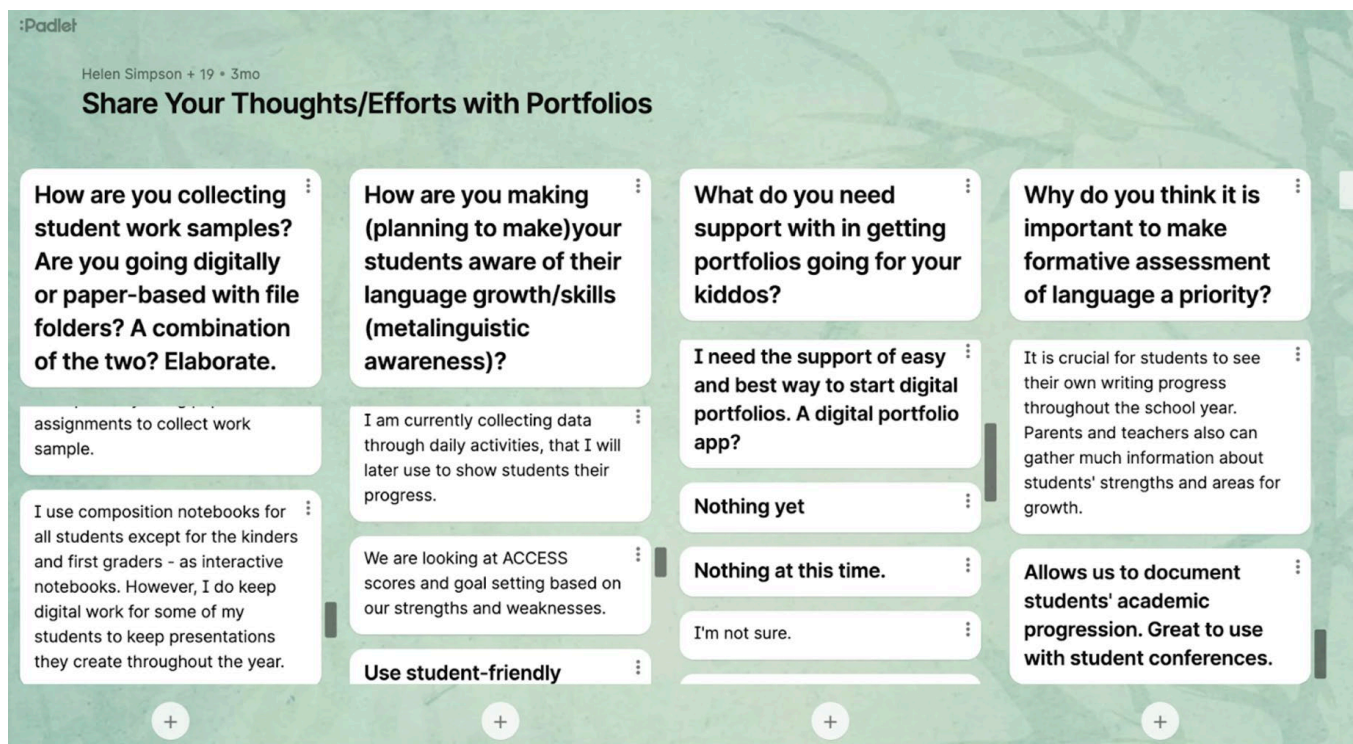 :Padlet
Helen Simpson + 19 • 3mo
Share Your Thoughts/Efforts with Portfolios
How are you collecting
student work samples?
Are you going digitally
or paper-based with file
folders? A combination
of the two? Elaborate.
assignments to collect work
sample.
I use composition notebooks for
all students except for the kinders
and first graders - as interactive
notebooks. However, I do keep
digital work for some of my
students to keep presentations
they create throughout the year.
How are you making
(planning to make)your
students aware of their
language growth/skills
(metalinguistic
awareness)?
I am currently collecting data
through daily activities, that I will
later use to show students their
progress.
We are looking at ACCESS
scores and goal setting based on
our strengths and weaknesses.
Use student-friendly
What do you need
support with in getting
portfolios going for your
kiddos?
I need the support of easy
and best way to start digital
portfolios. A digital portfolio
app?
Nothing yet
Nothing at this time.
I'm not sure.
Why do you think it is
important to make
formative assessment
of language a priority?
It is crucial for students to see
their own writing progress
throughout the school year.
Parents and teachers also can
gather much information about
students' strengths and areas for
growth.
Allows us to document
students' academic
progression. Great to use
with student conferences.